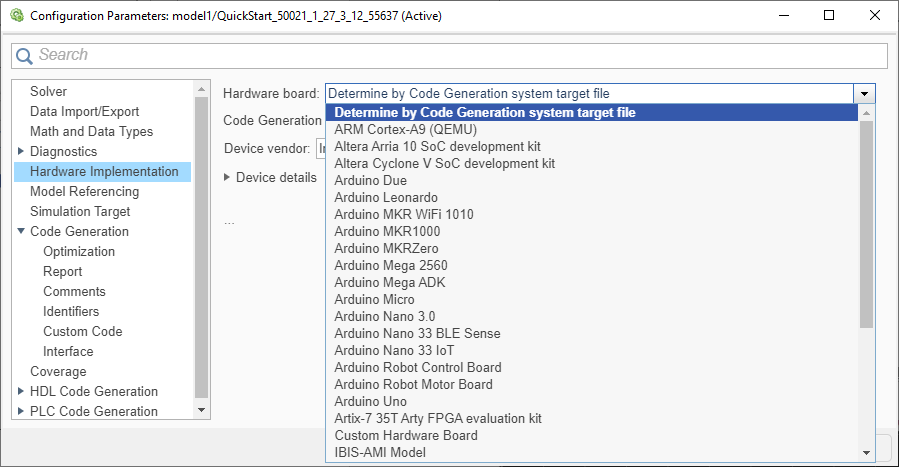 Configuration Parameters: model1/QuickStart_50021_1_27_3_12_55637 (Active)
Search
Solver
Data Import/Export
Math and Data Types
Diagnostics
Hardware Implementation
Model Referencing
Simulation Target
Code Generation
Optimization
Report
Comments
Identifiers
Custom Code
Interface
Coverage
HDL Code Generation
PLC Code Generation
Hardware board: Determine by Code Generation system target file
Code Generation
Device vendor:
Device details
...
Determine by Code Generation system target file
ARM Cortex-A9 (QEMU)
Altera Arria 10 SoC development kit
Altera Cyclone V SoC development kit
Arduino Due
Arduino Leonardo
Arduino MKR WiFi 1010
Arduino MKR1000
Arduino MKRZero
Arduino Mega 2560
Arduino Mega ADK
Arduino Micro
Arduino Nano 3.0
Arduino Nano 33 BLE Sense
Arduino Nano 33 IoT
Arduino Robot Control Board
Arduino Robot Motor Board
Arduino Uno
Artix-7 35T Arty FPGA evaluation kit
Custom Hardware Board
IBIS-AMI Model